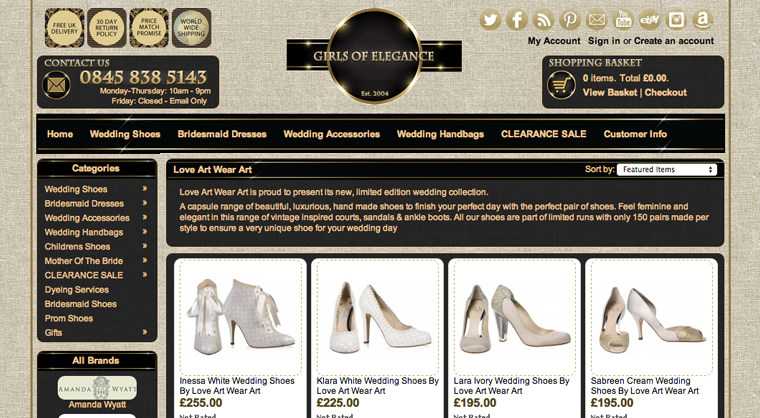 FREE UK DELIVERY
30 DAY RETURN POLICY
PRICE MATCH PROMISE
WORLD WIDE SHIPPING
GIRLS OF ELEGANCE
Est. 2004
You Tube
ebY
a
My Account Sign in or Create an account
CONTACT US
0845 838 5143
Monday-Thursday: 10am - 9pm
Friday: Closed - Email Only
SHOPPING BASKET
0 items. Total £0.00.
View Basket | Checkout
Home Wedding Shoes Bridesmaid Dresses Wedding Accessories Wedding Handbags CLEARANCE SALE Customer Info
Categories
Wedding Shoes »
Bridesmaid Dresses »
Wedding Accessories »
Wedding Handbags »
Childrens Shoes »
Mother Of The Bride »
CLEARANCE SALE »
Dyeing Services
Bridesmaid Shoes
Prom Shoes
Gifts »
All Brands
AMANDA WYATT
Amanda Wyatt
Love Art Wear Art
Sort by: Featured Items
Love Art Wear Art is proud to present its new, limited edition wedding collection.
A capsule range of beautiful, luxurious, hand made shoes to finish your perfect day with the perfect pair of shoes. Feel feminine and
elegant in this range of vintage inspired courts, sandals & ankle boots. All our shoes are part of limited runs with only 150 pairs made per
style to ensure a very unique shoe for your wedding day
Inessa White Wedding Shoes
By Love Art Wear Art
£255.00
Not Rated
Klara White Wedding Shoes By
Love Art Wear Art
£225.00
Not Rated
Lara Ivory Wedding Shoes By
Love Art Wear Art
£195.00
Not Rated
Sabreen Cream Wedding
Shoes By Love Art Wear Art
£195.00
Not Rated